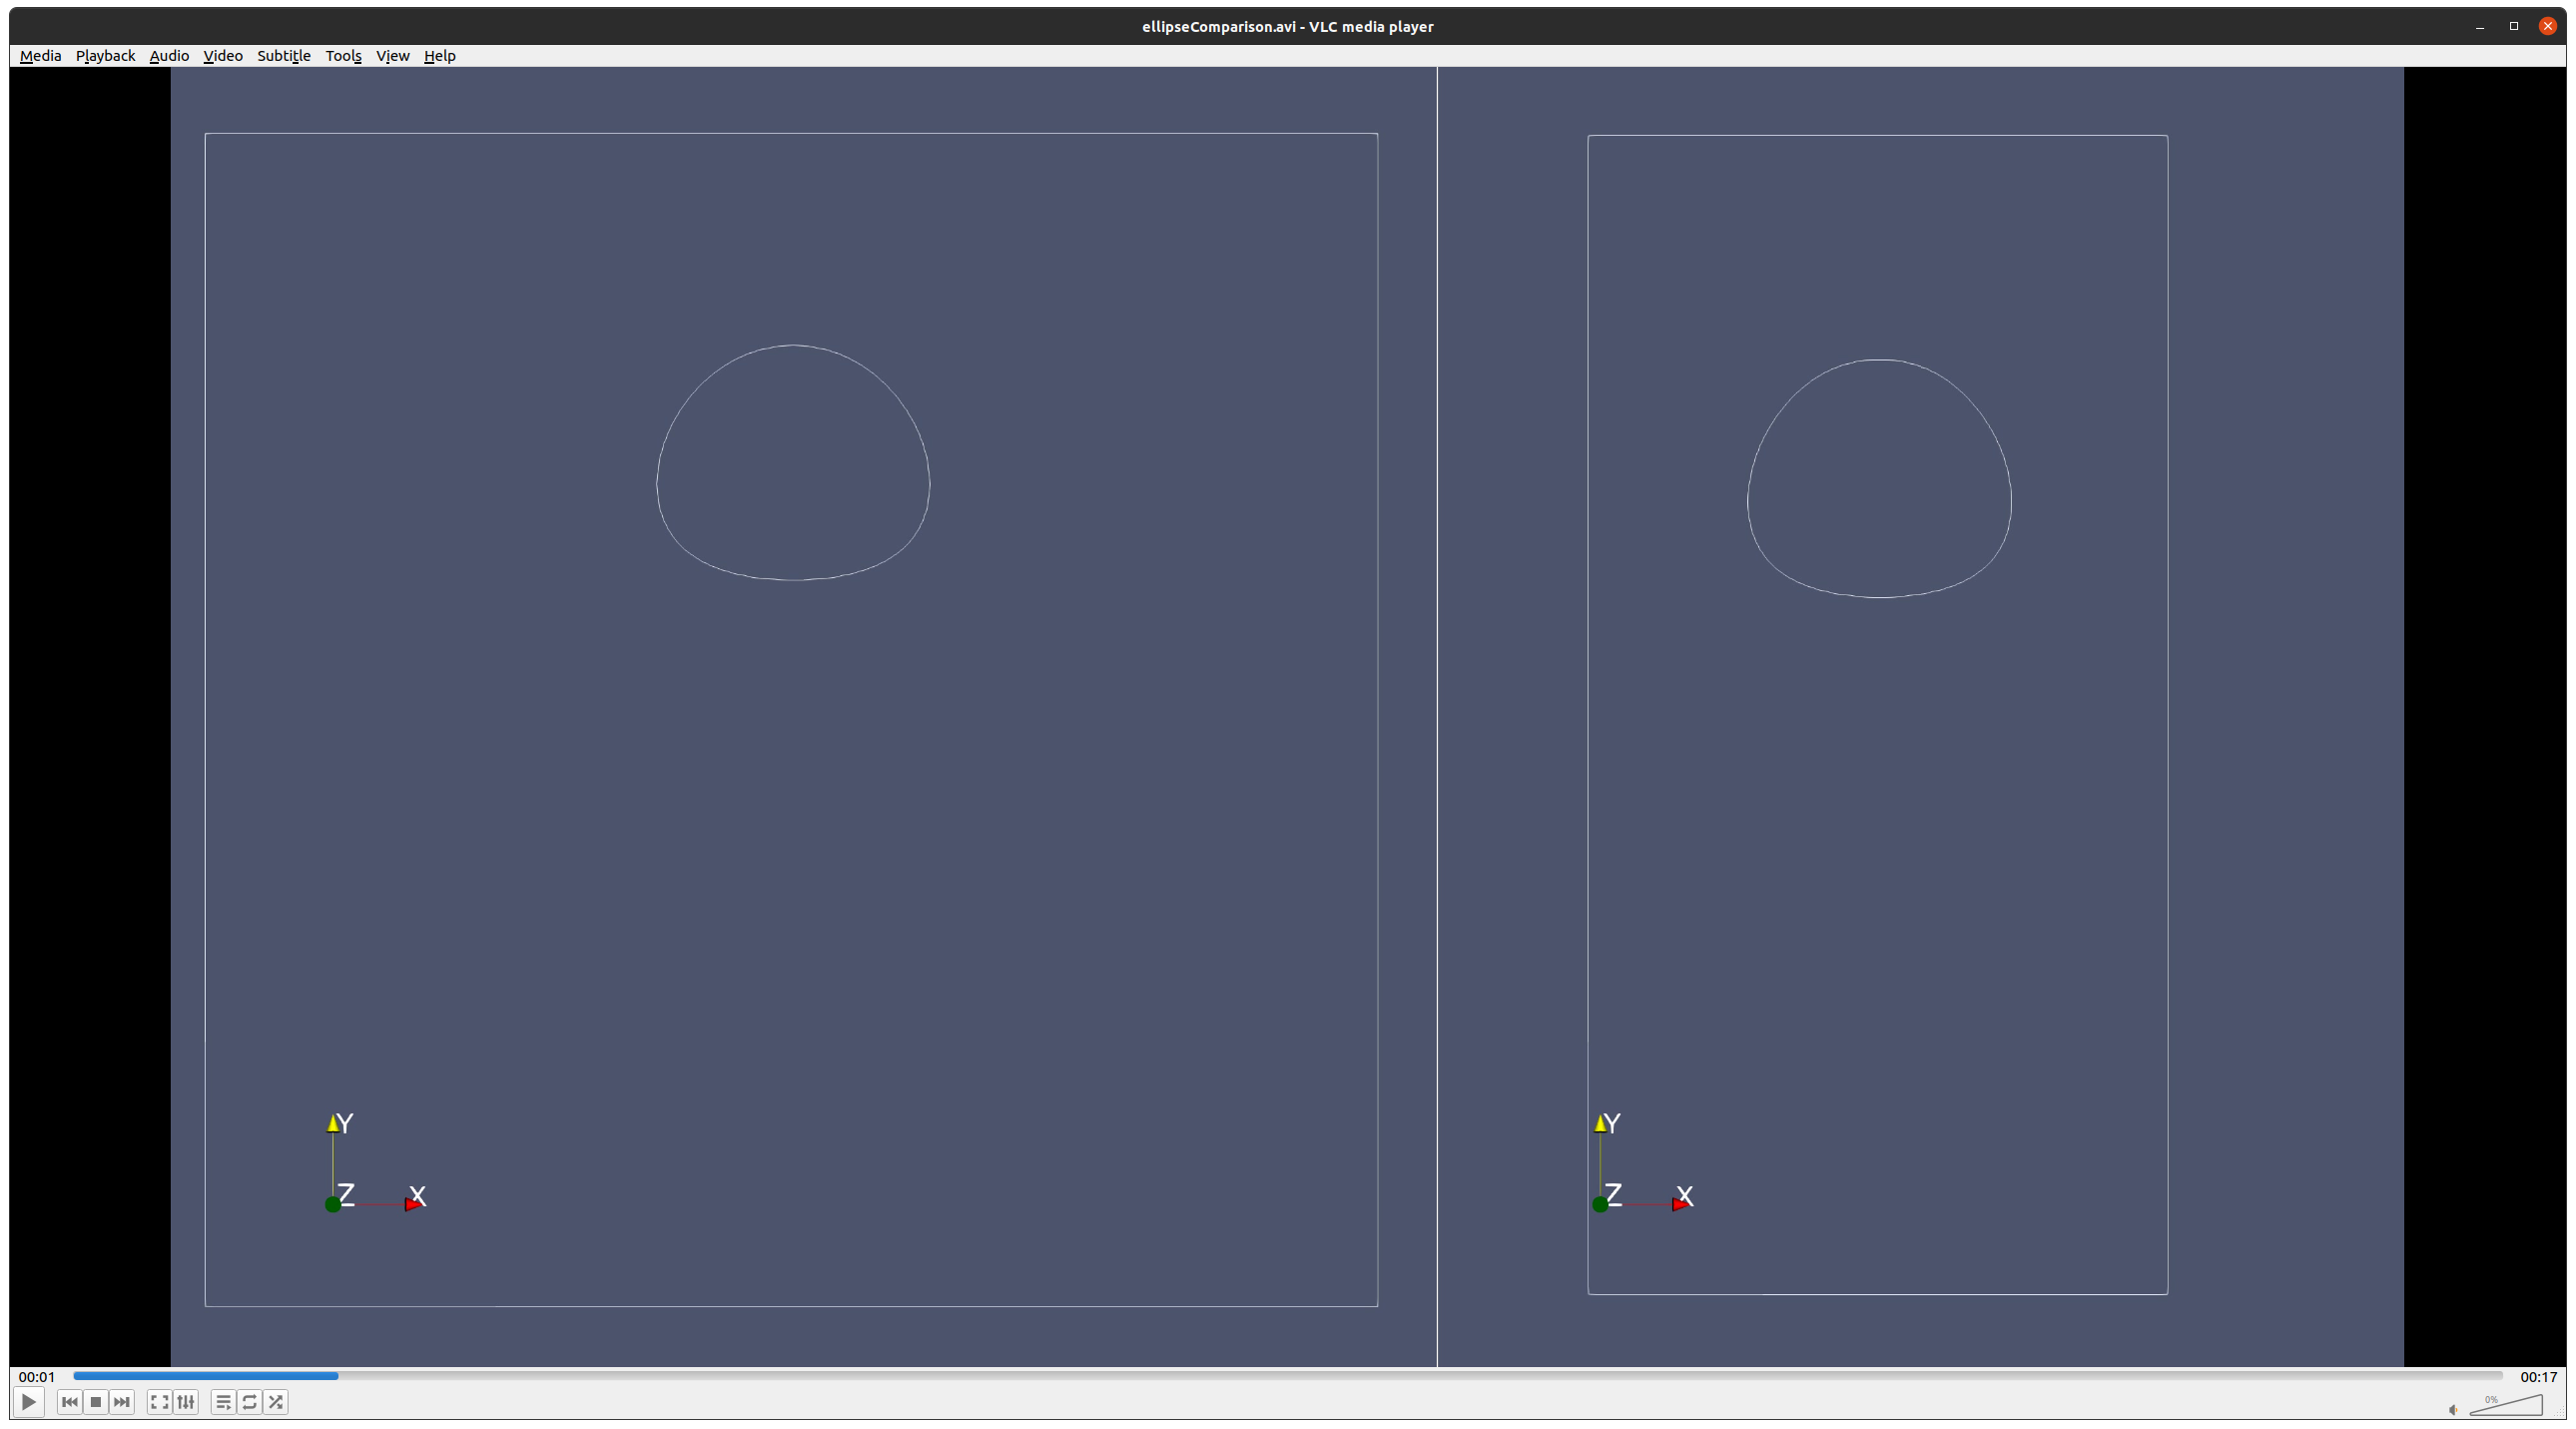 ellipseComparison.avi - VLC media player
Media Playback Audio Video Subtitle Tools View Help
Y
Z X
Y
Z X
00:01
00:17
0%